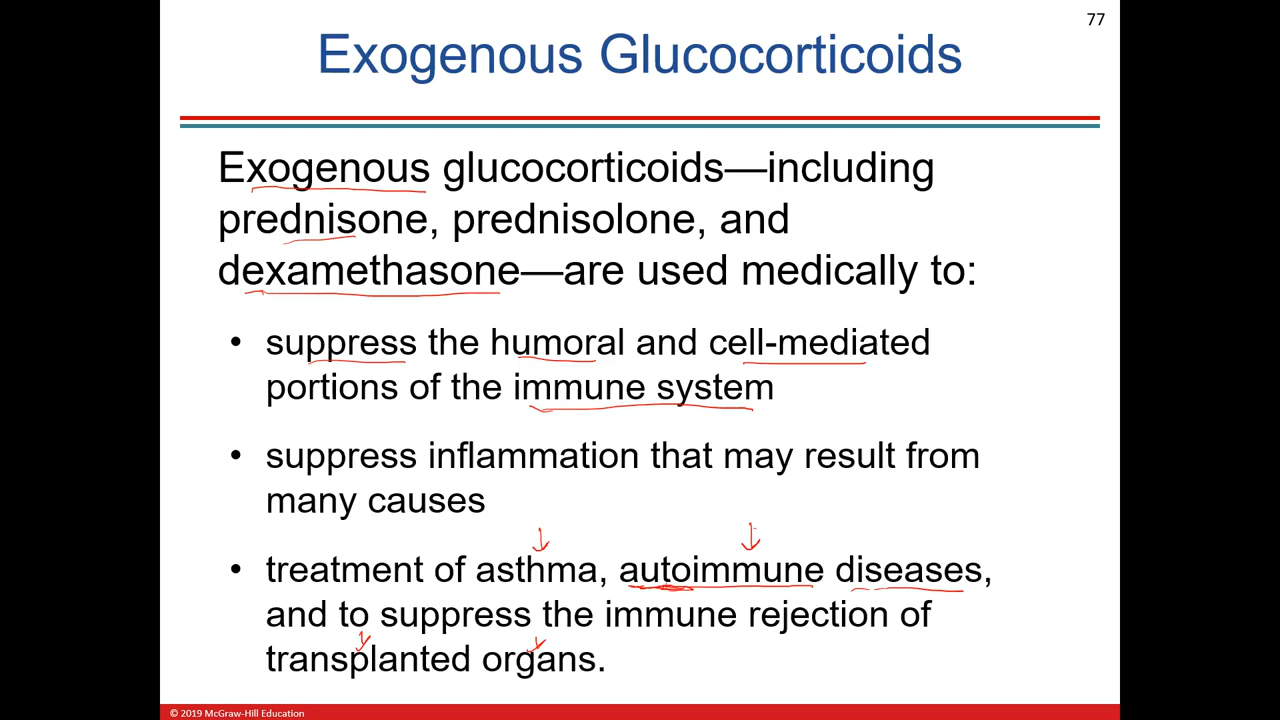 77
Exogenous Glucocorticoids
Exogenous glucocorticoids—including
prednisone, prednisolone, and
dexamethasone—are used medically to:
• suppress the humoral and cell-mediated
portions of the immune system
• suppress inflammation that may result from
many causes
• treatment of asthma, autoimmune diseases,
and to suppress the immune rejection of
transplanted organs.
© 2019 McGraw-Hill Education